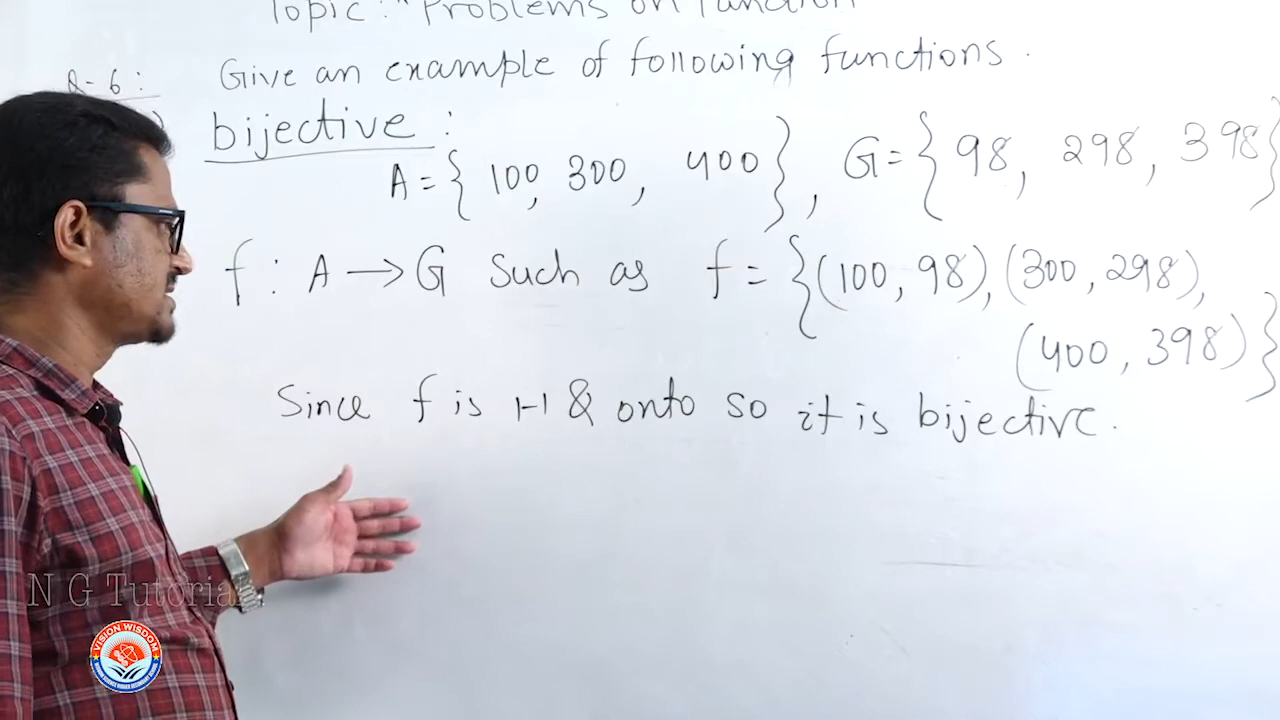 Topic: "Problems on Function
Q-6: Give an example of following functions.
bijective:
A = { 100, 300, 400 }, G = { 98, 298, 398 }
f : A → G Such as f = {(100, 98), (300, 298),
(400, 398)}
Since f is 1-1 & onto so it is bijective.
N G Tutorial
VISION WISDOM